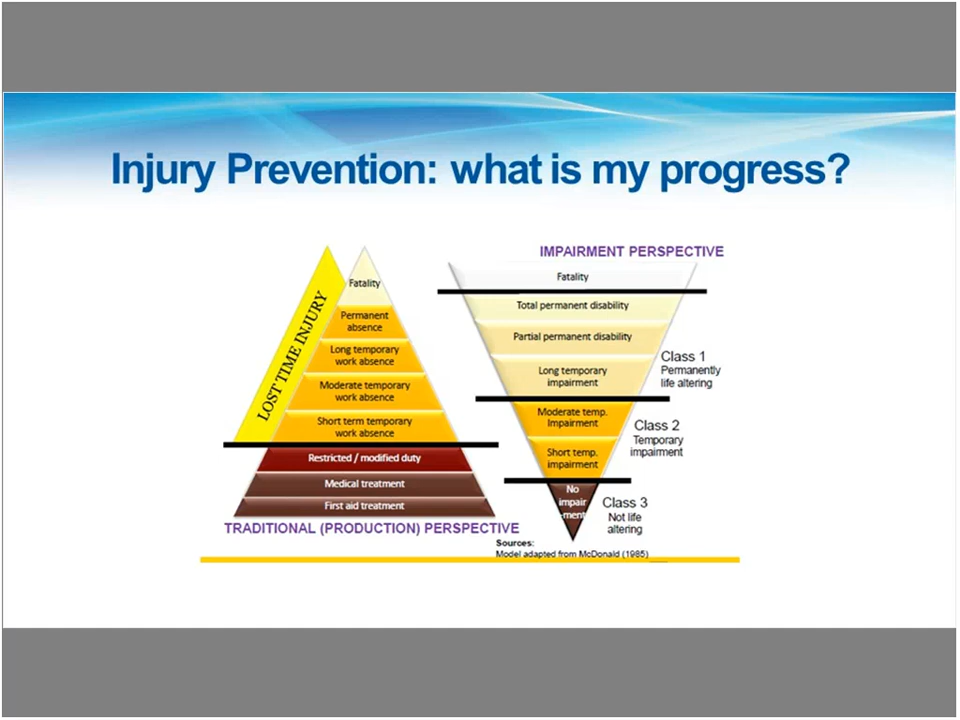 Injury Prevention: what is my progress?
LOST TIME INJURY
Fatality
Permanent
absence
Long temporary
work absence
Moderate temporary
work absence
Short term temporary
work absence
Restricted / modified duty
Medical treatment
First aid treatment
TRADITIONAL (PRODUCTION) PERSPECTIVE
IMPAIRMENT PERSPECTIVE
Fatality
Total permanent disability
Partial permanent disability
Long temporary
impairment
Class 1
Permanently
life altering
Moderate temp.
Impairment
Short temp.
impairment
Class 2
Temporary
impairment
No
impair
-ment
Class 3
Not life
altering
Sources:
Model adapted from McDonald (1985)